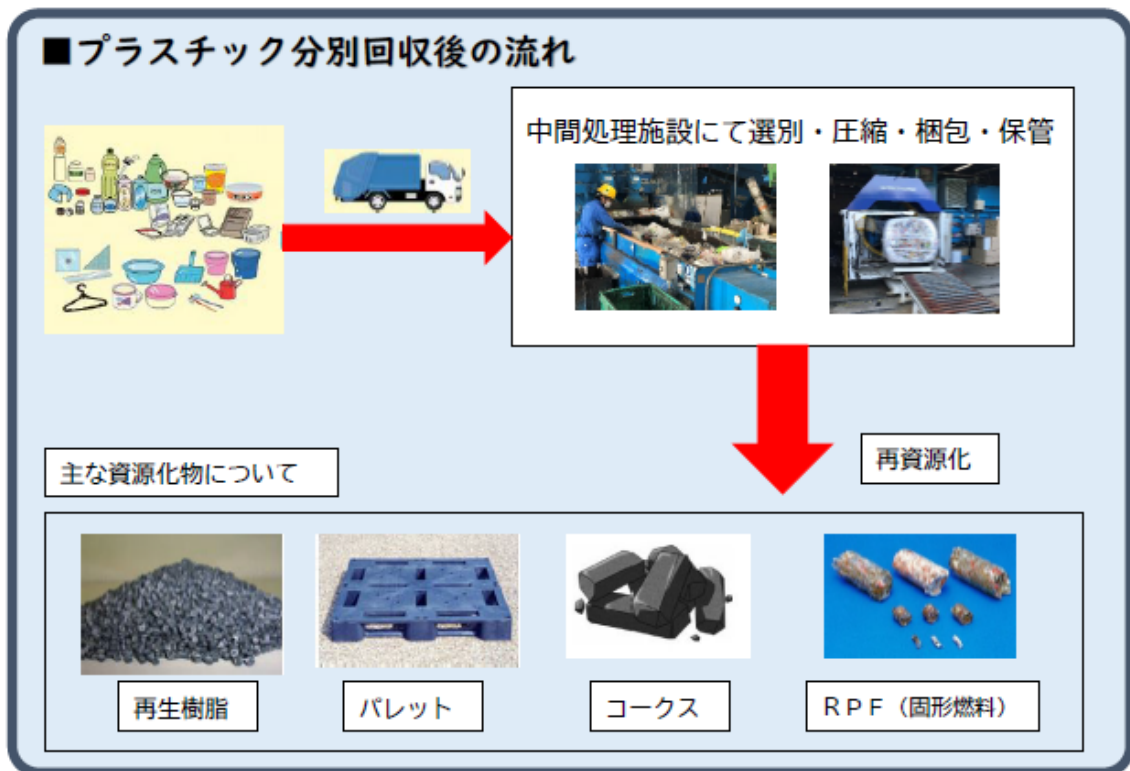 ■プラスチック分別回収後の流れ
中間処理施設にて選別・圧縮・梱包・保管
再資源化
主な資源化物について
再生樹脂
パレット
コークス
ＲＰＦ（固形燃料）